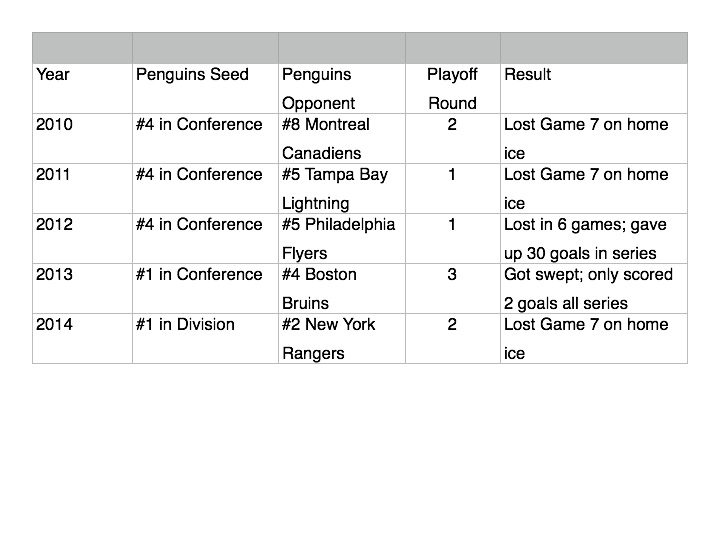 Year Penguins Seed Penguins Playoff Result
Opponent Round
2010 #4 in Conference #8 Montreal 2 Lost Game 7 on home
Canadiens ice
2011 #4 in Conference #5 Tampa Bay 1 Lost Game 7 on home
Lightning ice
2012 #4 in Conference #5 Philadelphia 1 Lost in 6 games; gave
Flyers up 30 goals in series
2013 #1 in Conference #4 Boston 3 Got swept; only scored
Bruins 2 goals all series
2014 #1 in Division #2 New York 2 Lost Game 7 on home
Rangers ice